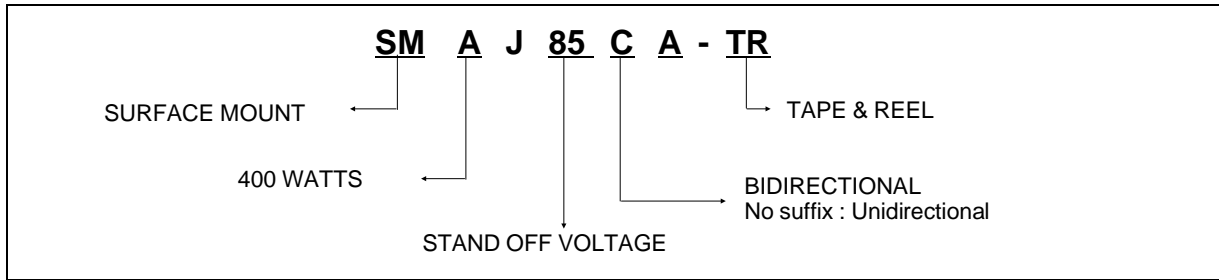 SM A J 85 C A - TR
SURFACE MOUNT
TAPE & REEL
400 WATTS
BIDIRECTIONAL
No suffix : Unidirectional
STAND OFF VOLTAGE